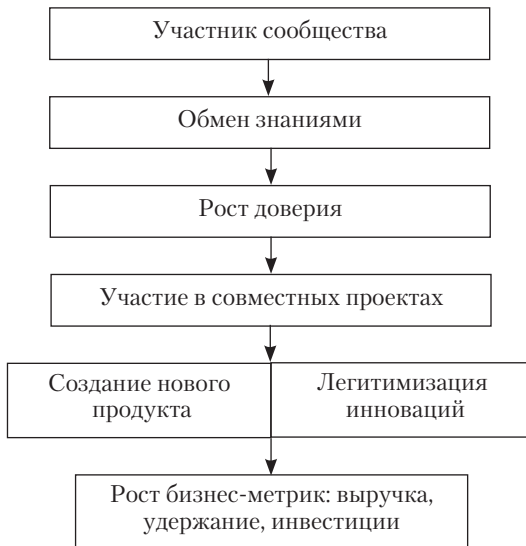 Участник сообщества
Обмен знаниями
Рост доверия
Участие в совместных проектах
Создание нового
продукта
Легитимизация
инноваций
Рост бизнес-метрик: выручка,
удержание, инвестиции